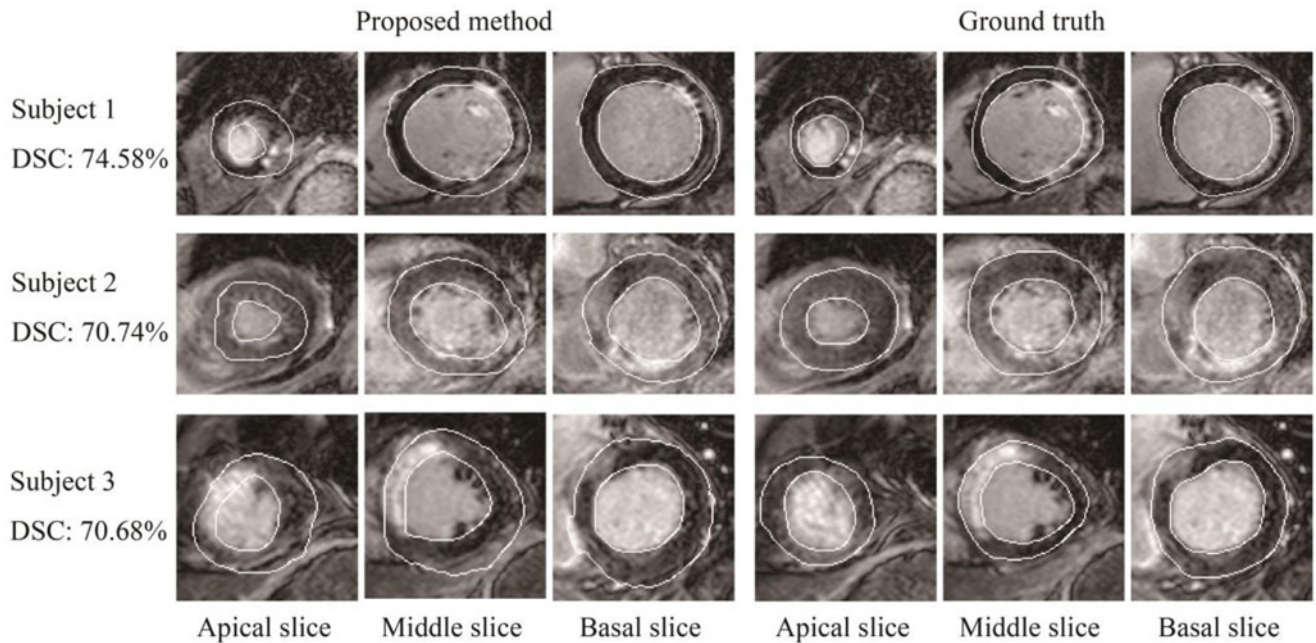 Proposed method
Ground truth
Subject 1
DSC: 74.58%
Subject 2
DSC: 70.74%
Subject 3
DSC: 70.68%
Apical slice
Middle slice
Basal slice
Apical slice
Middle slice
Basal slice